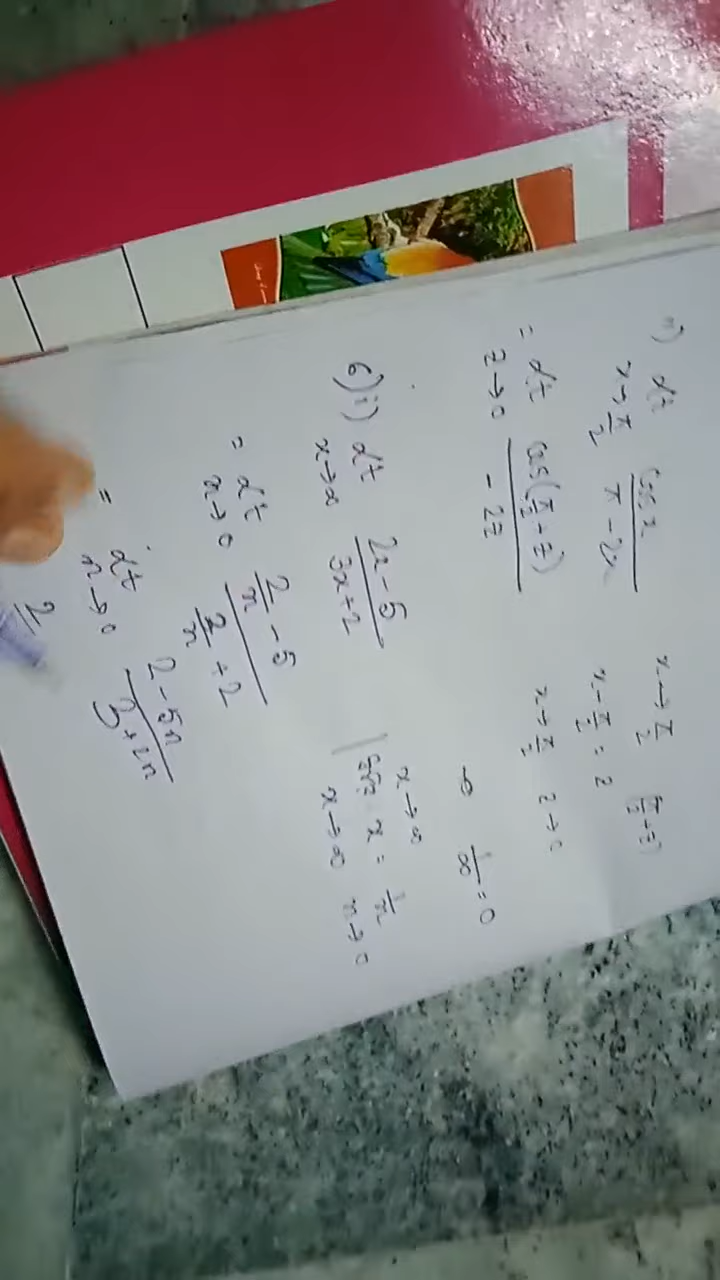 lt x→π/2 cos x / π - 2x x→π/2
x - π/2 = z (π/2 + z)
= lt z→0 cos(π/2 + z) / - 2z x→π/2 z→0
⇒ 1/∞ = 0
6) i) lt x→∞ 2x - 5 / 3x + 2 x→∞
x = 1/n
x→∞ n→0
= lt n→0 2/n - 5 / 3/n + 2
= lt n→0 2 - 5n / 3 + 2n
2